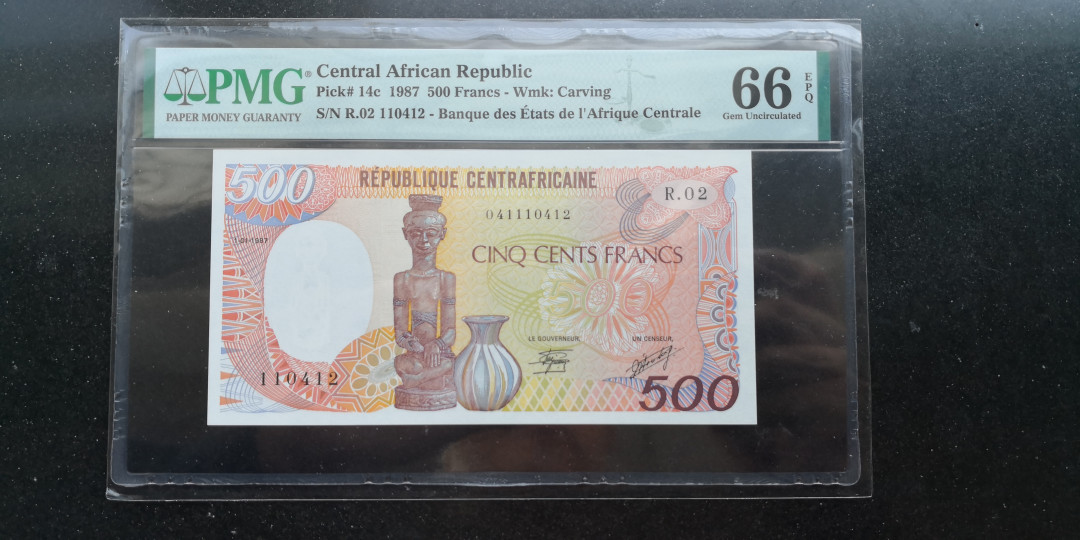 PMG®
PAPER MONEY GUARANTY
Central African Republic
Pick# 14c 1987 500 Francs - Wmk: Carving
S/N R.02 110412 - Banque des États de l'Afrique Centrale
66 EPQ
Gem Uncirculated
500
RÉPUBLIQUE CENTRAFRICAINE
R.02
041110412
1987
CINQ CENTS FRANCS
LE GOUVERNEUR, UN CENSEUR,
110412
500